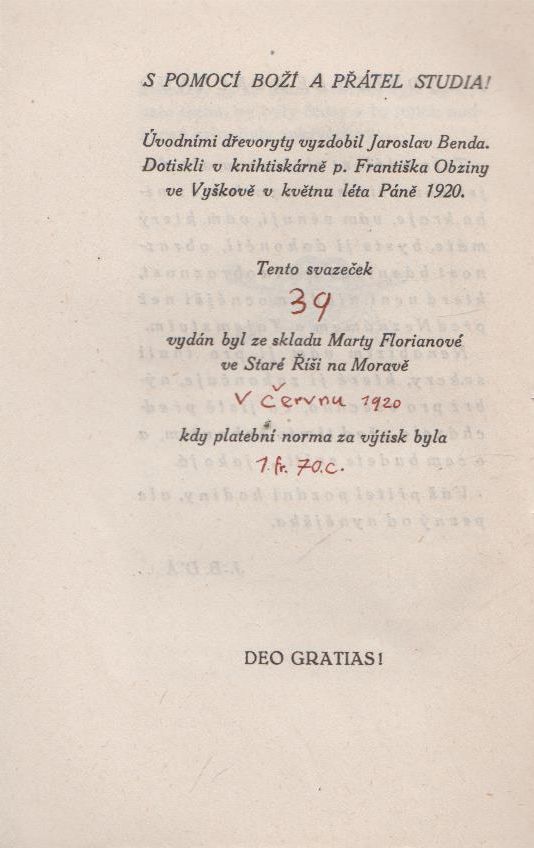 S POMOCÍ BOŽÍ A PŘÁTEL STUDIA!
Úvodními dřevoryty vyzdobil Jaroslav Benda.
Dotiskli v knihtiskárně p. Františka Obziny
ve Vyškově v květnu léta Páně 1920.
Tento svazeček
39
vydán byl ze skladu Marty Florianové
ve Staré Říši na Moravě
V Červnu 1920
kdy platební norma za výtisk byla
1 fr. 70.c.
DEO GRATIAS!